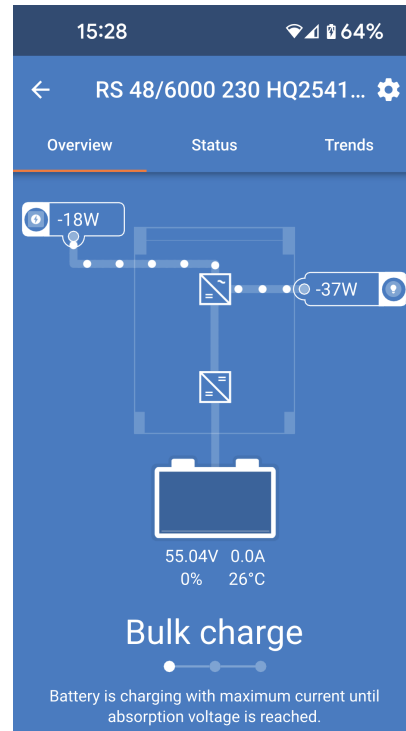 15:28
64%
RS 48/6000 230 HQ2541…
Overview Status Trends
-18W
-37W
55.04V 0.0A
0% 26°C
Bulk charge
Battery is charging with maximum current until
absorption voltage is reached.